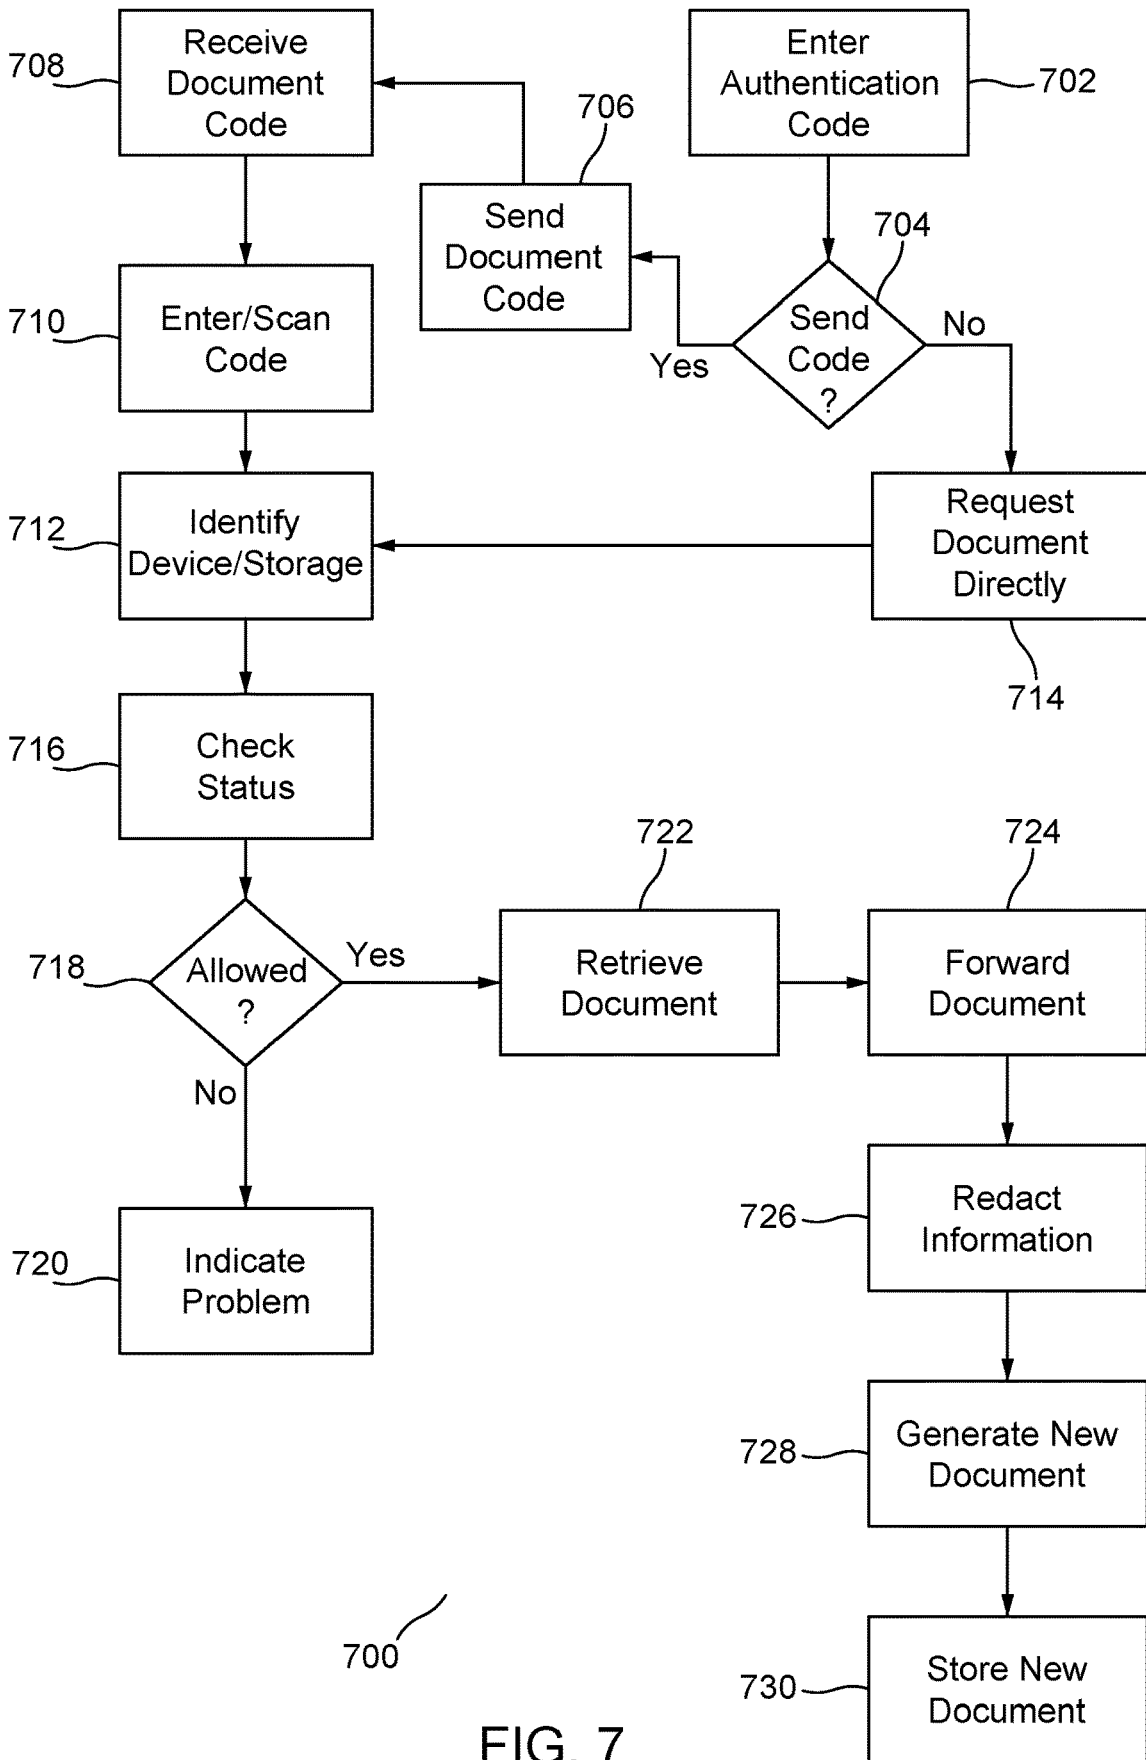 708
Receive
Document
Code
Enter
Authentication
Code
702
706
Send
Document
Code
704
Send
Code
?
Yes
No
710
Enter/Scan
Code
712
Identify
Device/Storage
Request
Document
Directly
714
716
Check
Status
718
Allowed
?
Yes
No
722
Retrieve
Document
724
Forward
Document
720
Indicate
Problem
726
Redact
Information
728
Generate New
Document
730
Store New
Document
700
FIG. 7